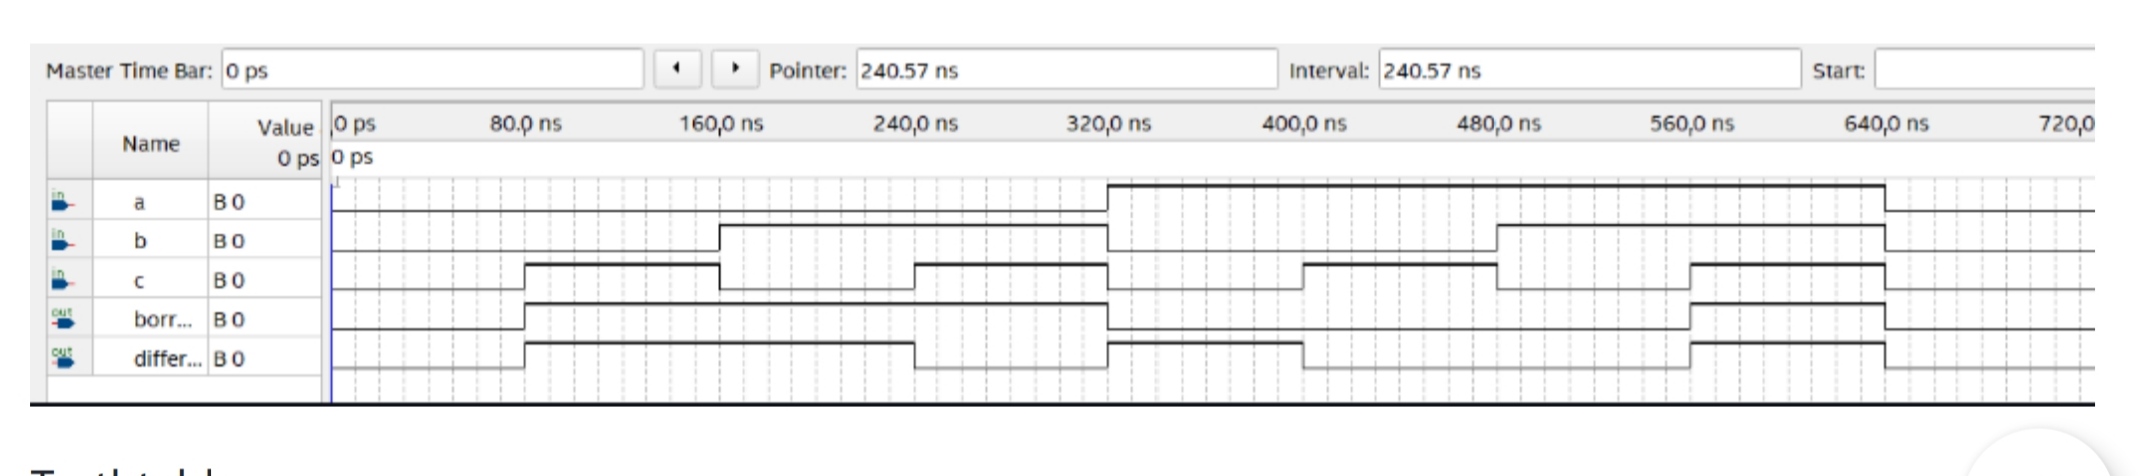 Master Time Bar: 0 ps Pointer: 240.57 ns Interval: 240.57 ns Start:
Name Value 0 ps
0 ps 80.0 ns 160,0 ns 240,0 ns 320,0 ns 400,0 ns 480,0 ns 560,0 ns 640,0 ns 720,0
0 ps
in a B 0
in b B 0
in c B 0
out borr... B 0
out differ... B 0